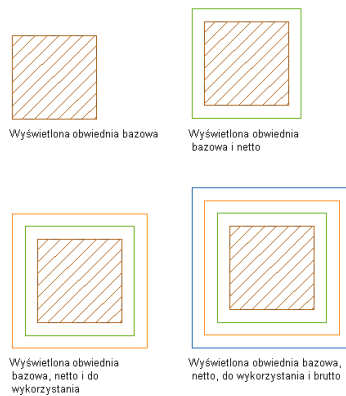 Wyświetlona obwiednia bazowa
Wyświetlona obwiednia
bazowa i netto
Wyświetlona obwiednia
bazowa, netto i do
wykorzystania
Wyświetlona obwiednia bazowa,
netto, do wykorzystania i brutto